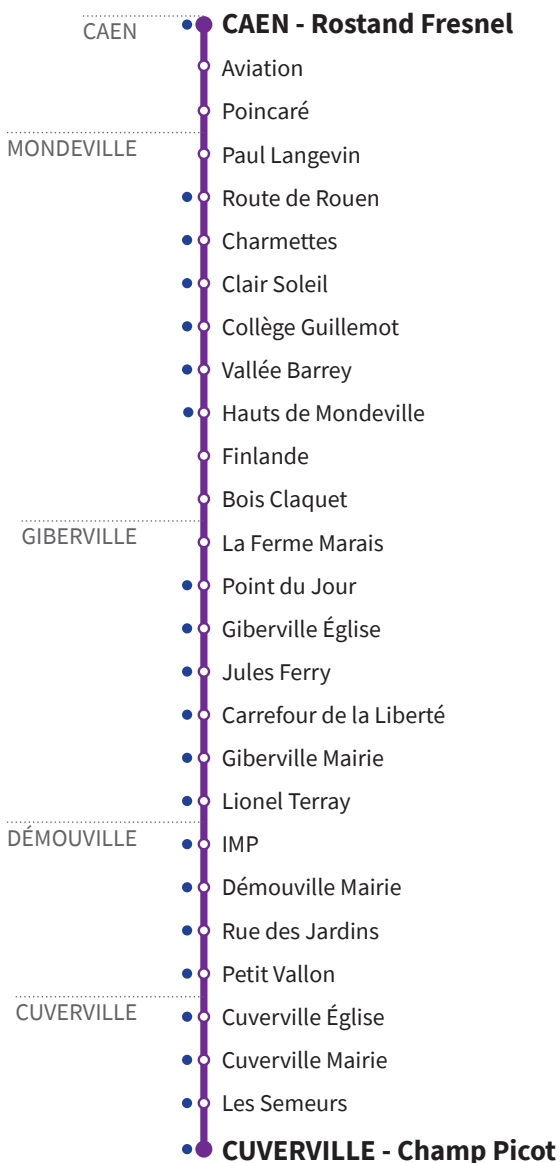 CAEN
CAEN - Rostand Fresnel
Aviation
Poincaré
MONDEVILLE
Paul Langevin
Route de Rouen
Charmettes
Clair Soleil
Collège Guillemot
Vallée Barrey
Hauts de Mondeville
Finlande
Bois Claquet
GIBERVILLE
La Ferme Marais
Point du Jour
Giberville Église
Jules Ferry
Carrefour de la Liberté
Giberville Mairie
Lionel Terray
DÉMOUVILLE
IMP
Démouville Mairie
Rue des Jardins
Petit Vallon
CUVERVILLE
Cuverville Église
Cuverville Mairie
Les Semeurs
CUVERVILLE - Champ Picot